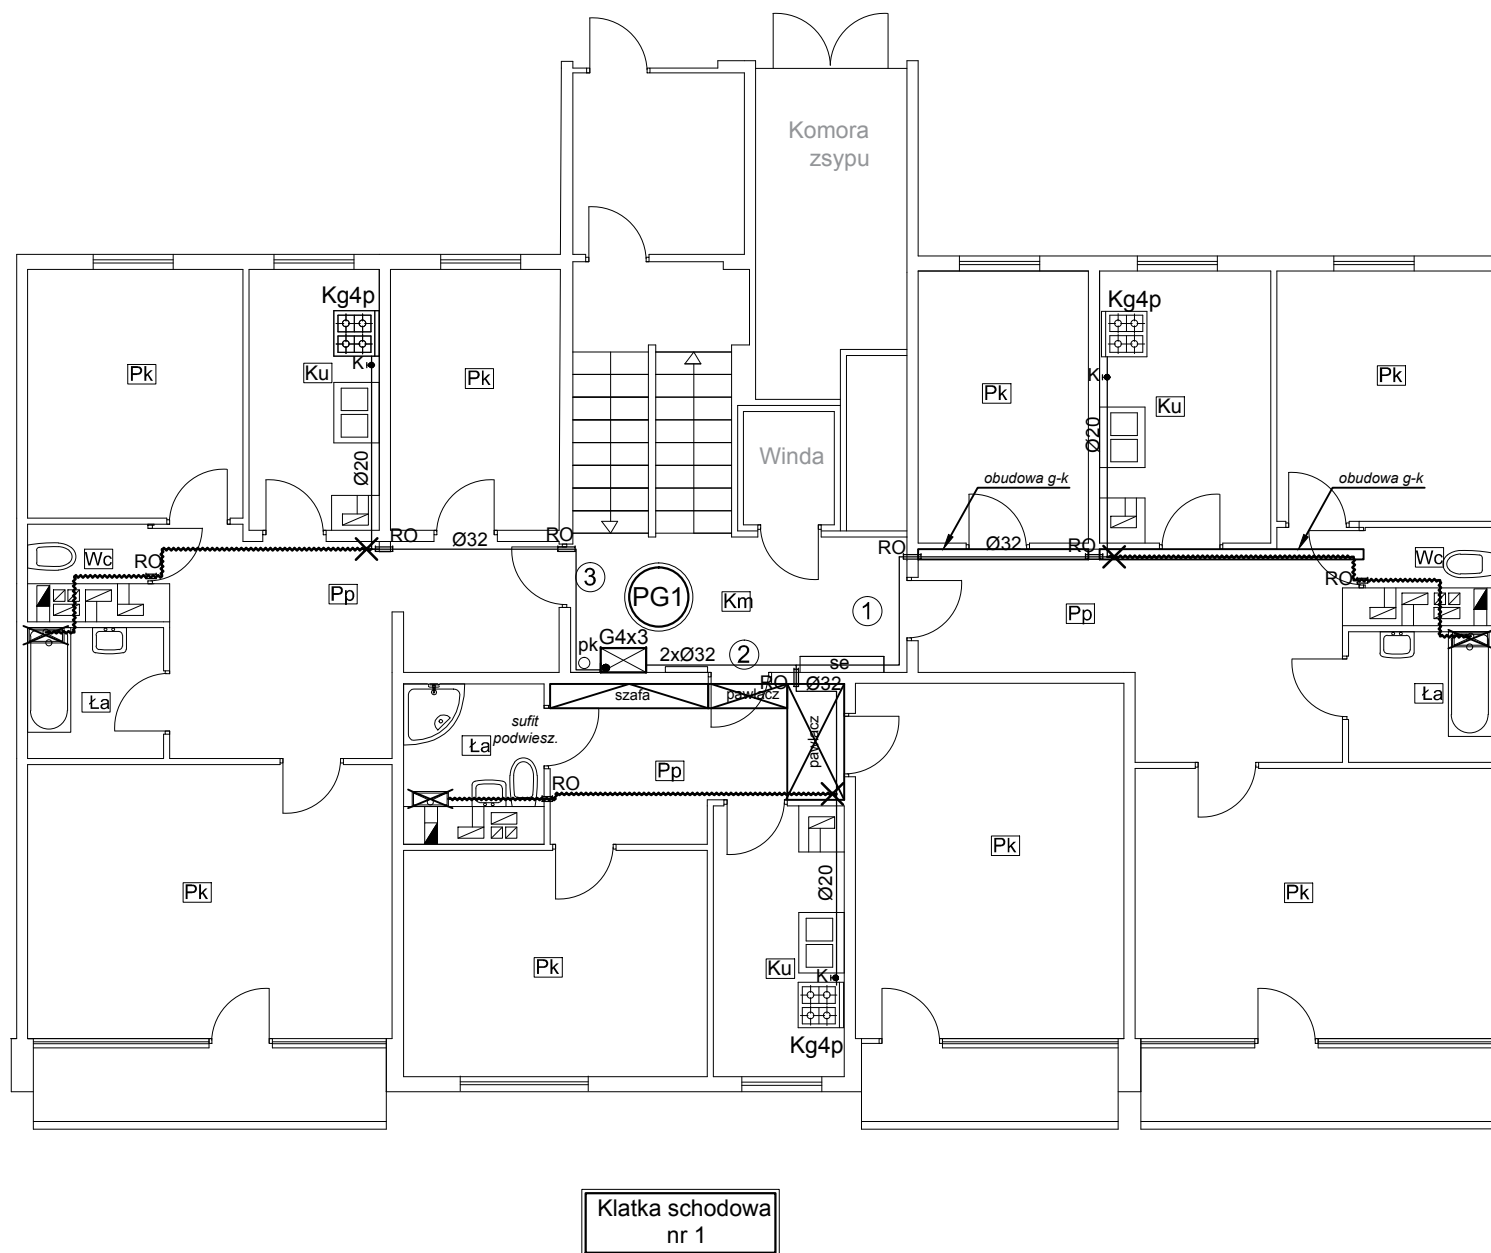 Komora
zsypu
Kg4p
Kg4p
Pk
K
Ku
Pk
K
Pk
Pk
Ku
Winda
Ø20
Ø20
obudowa g-k
obudowa g-k
RO
Ø32
RO
RO
Ø32
RO
Wc
RO
Wc
RO
3
PG1
Km
1
Pp
Pp
pk
G4x3
2xØ32
2
se
RO
Ø32
szafa
pawlacz
pawlacz
Ła
Ła
sufit
podwiesz.
Ła
Pp
RO
Pk
Ø20
Pk
Pk
Pk
Ku
K
Kg4p
Klatka schodowa
nr 1